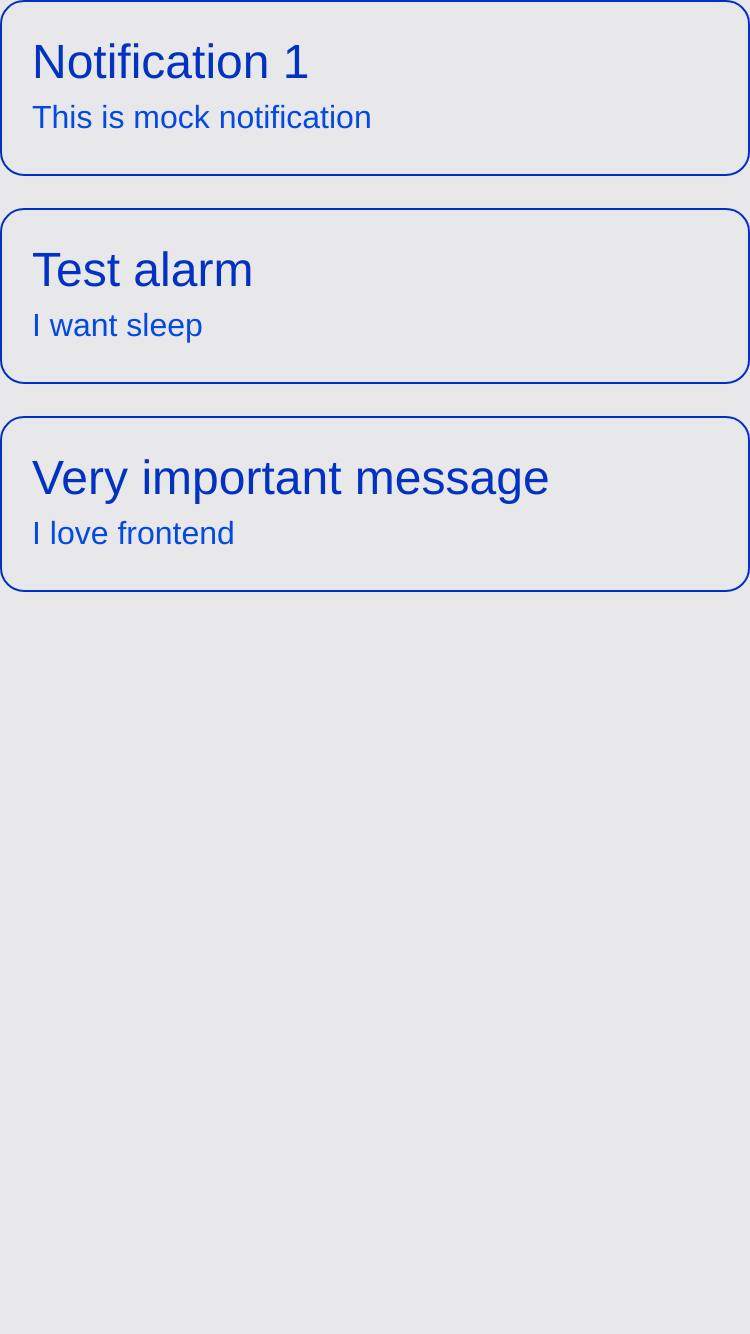 Notification 1
This is mock notification
Test alarm
I want sleep
Very important message
I love frontend